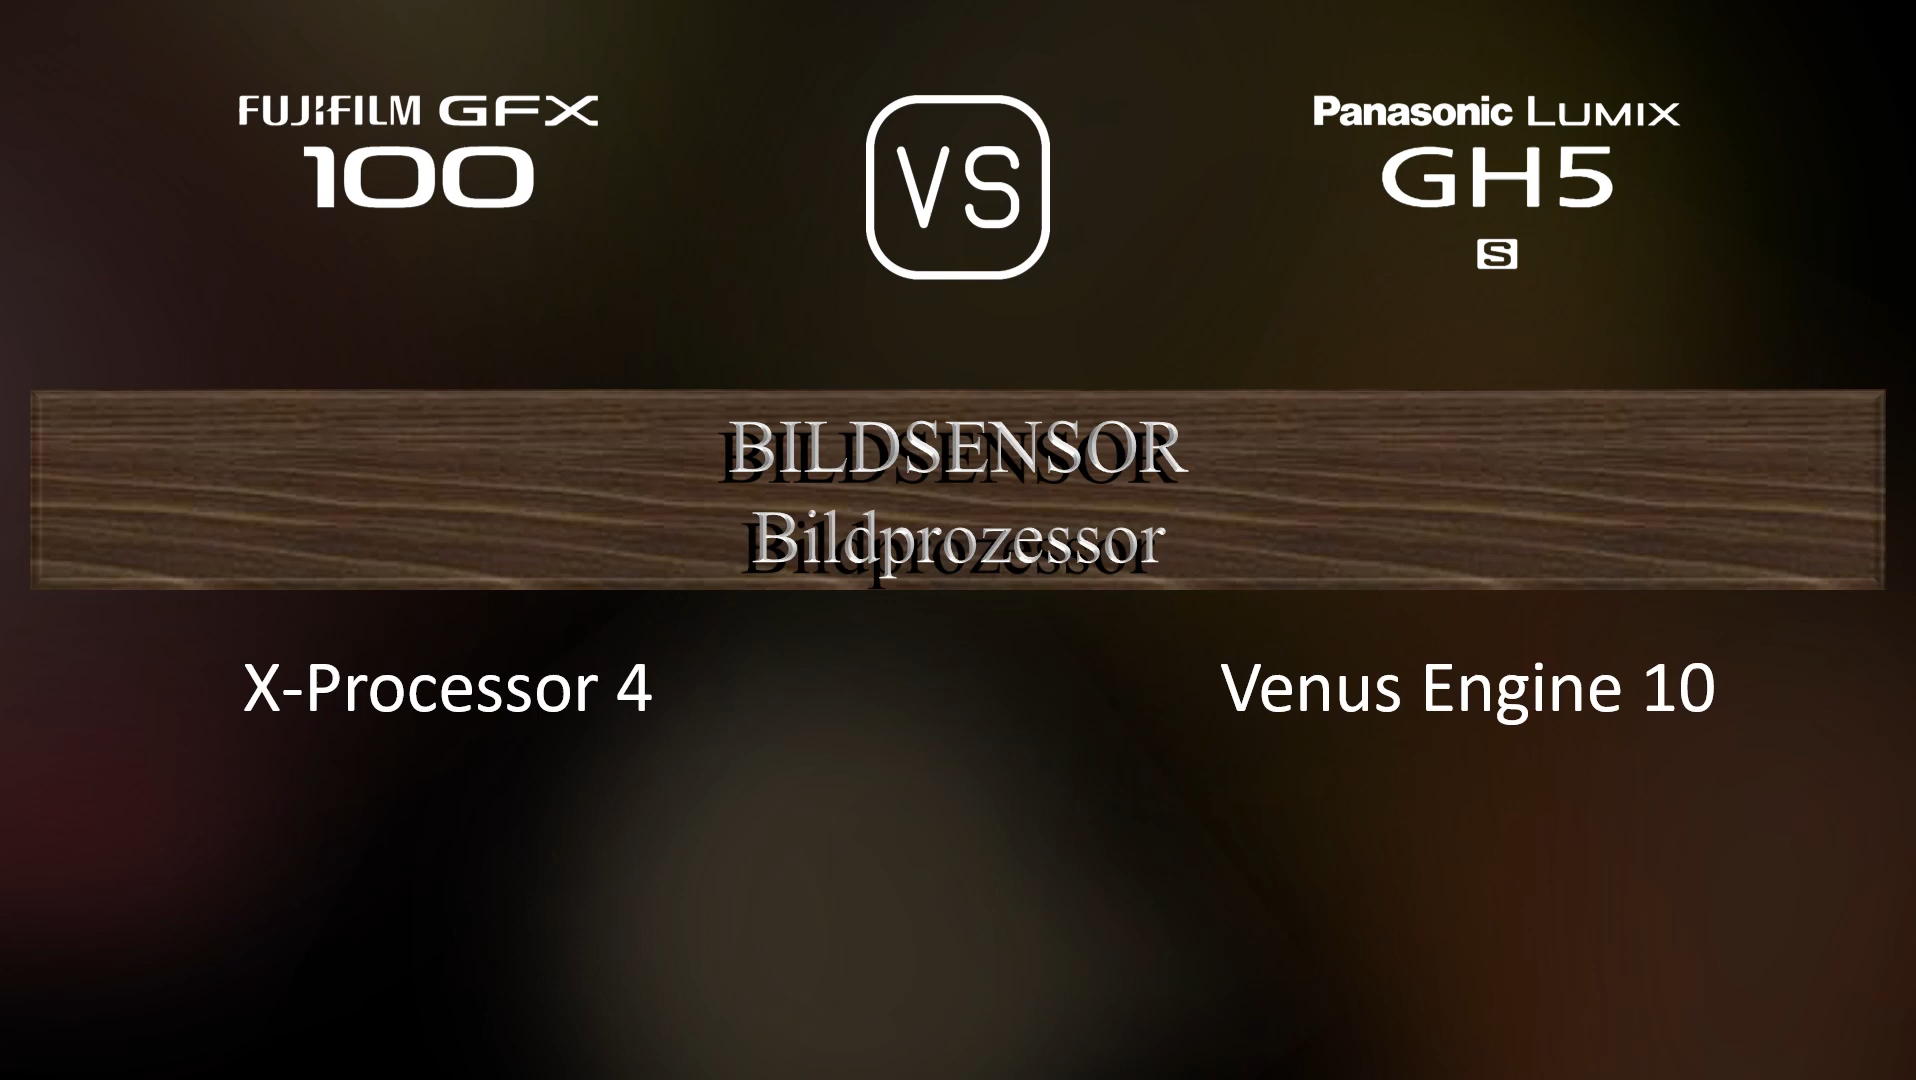 FUJIFILM GFX
100
VS
Panasonic LUMIX
GH5
S
BILDSENSOR
Bildprozessor
X-Processor 4
Venus Engine 10